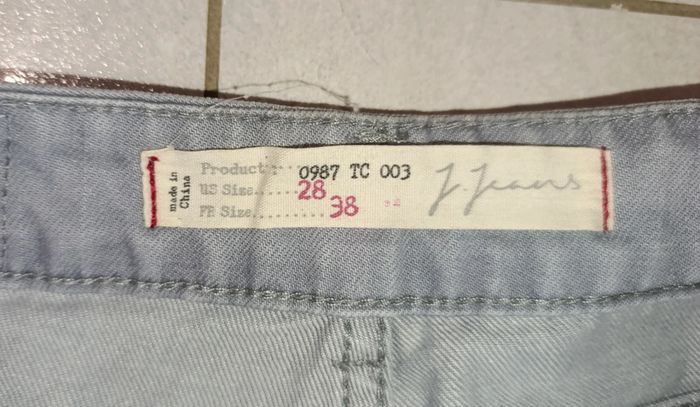 made in
China
Product: 0987 TC 003
US Size......28
FR Size.........38
J.Jeans